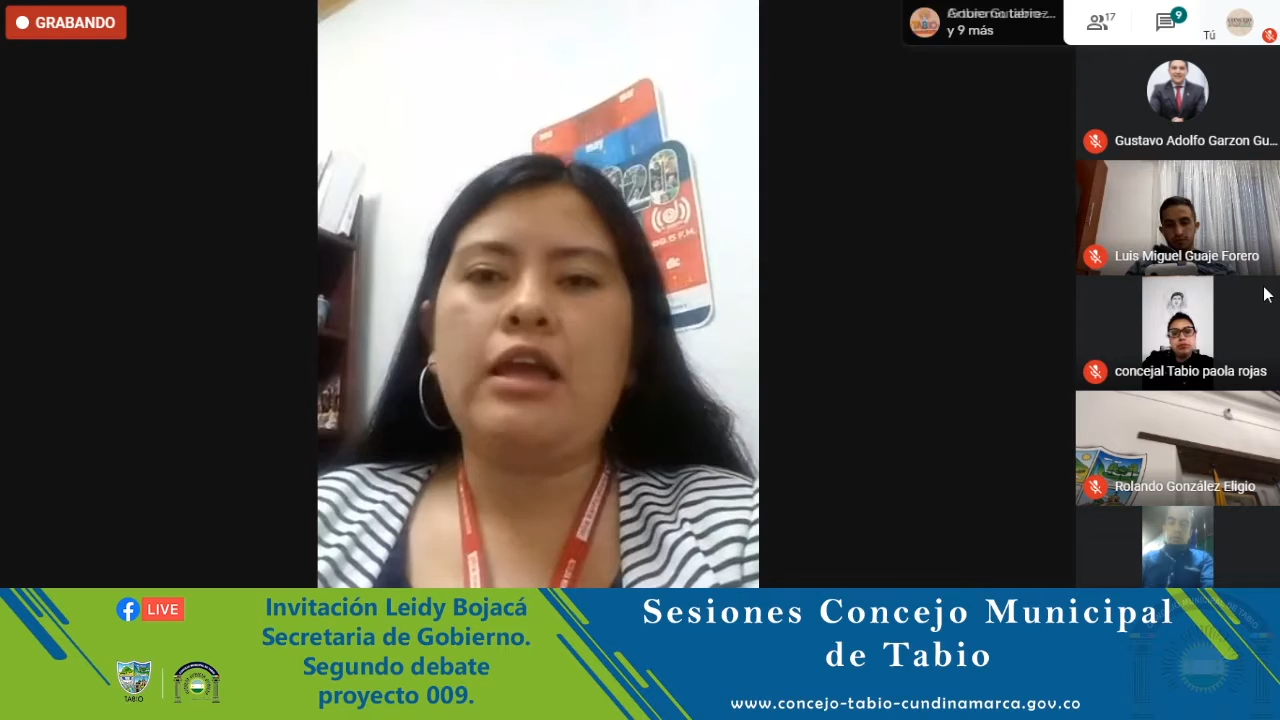 GRABANDO
y 9 más
17
9
Tú
Gustavo Adolfo Garzon Gu...
Luis Miguel Guaje Forero
concejal Tabio paola rojas
Rolando González Eligio
may
dic
LIVE
TABIO
Invitación Leidy Bojacá
Secretaria de Gobierno.
Segundo debate
proyecto 009.
Sesiones Concejo Municipal
de Tabio
www.concejo-tabio-cundinamarca.gov.co